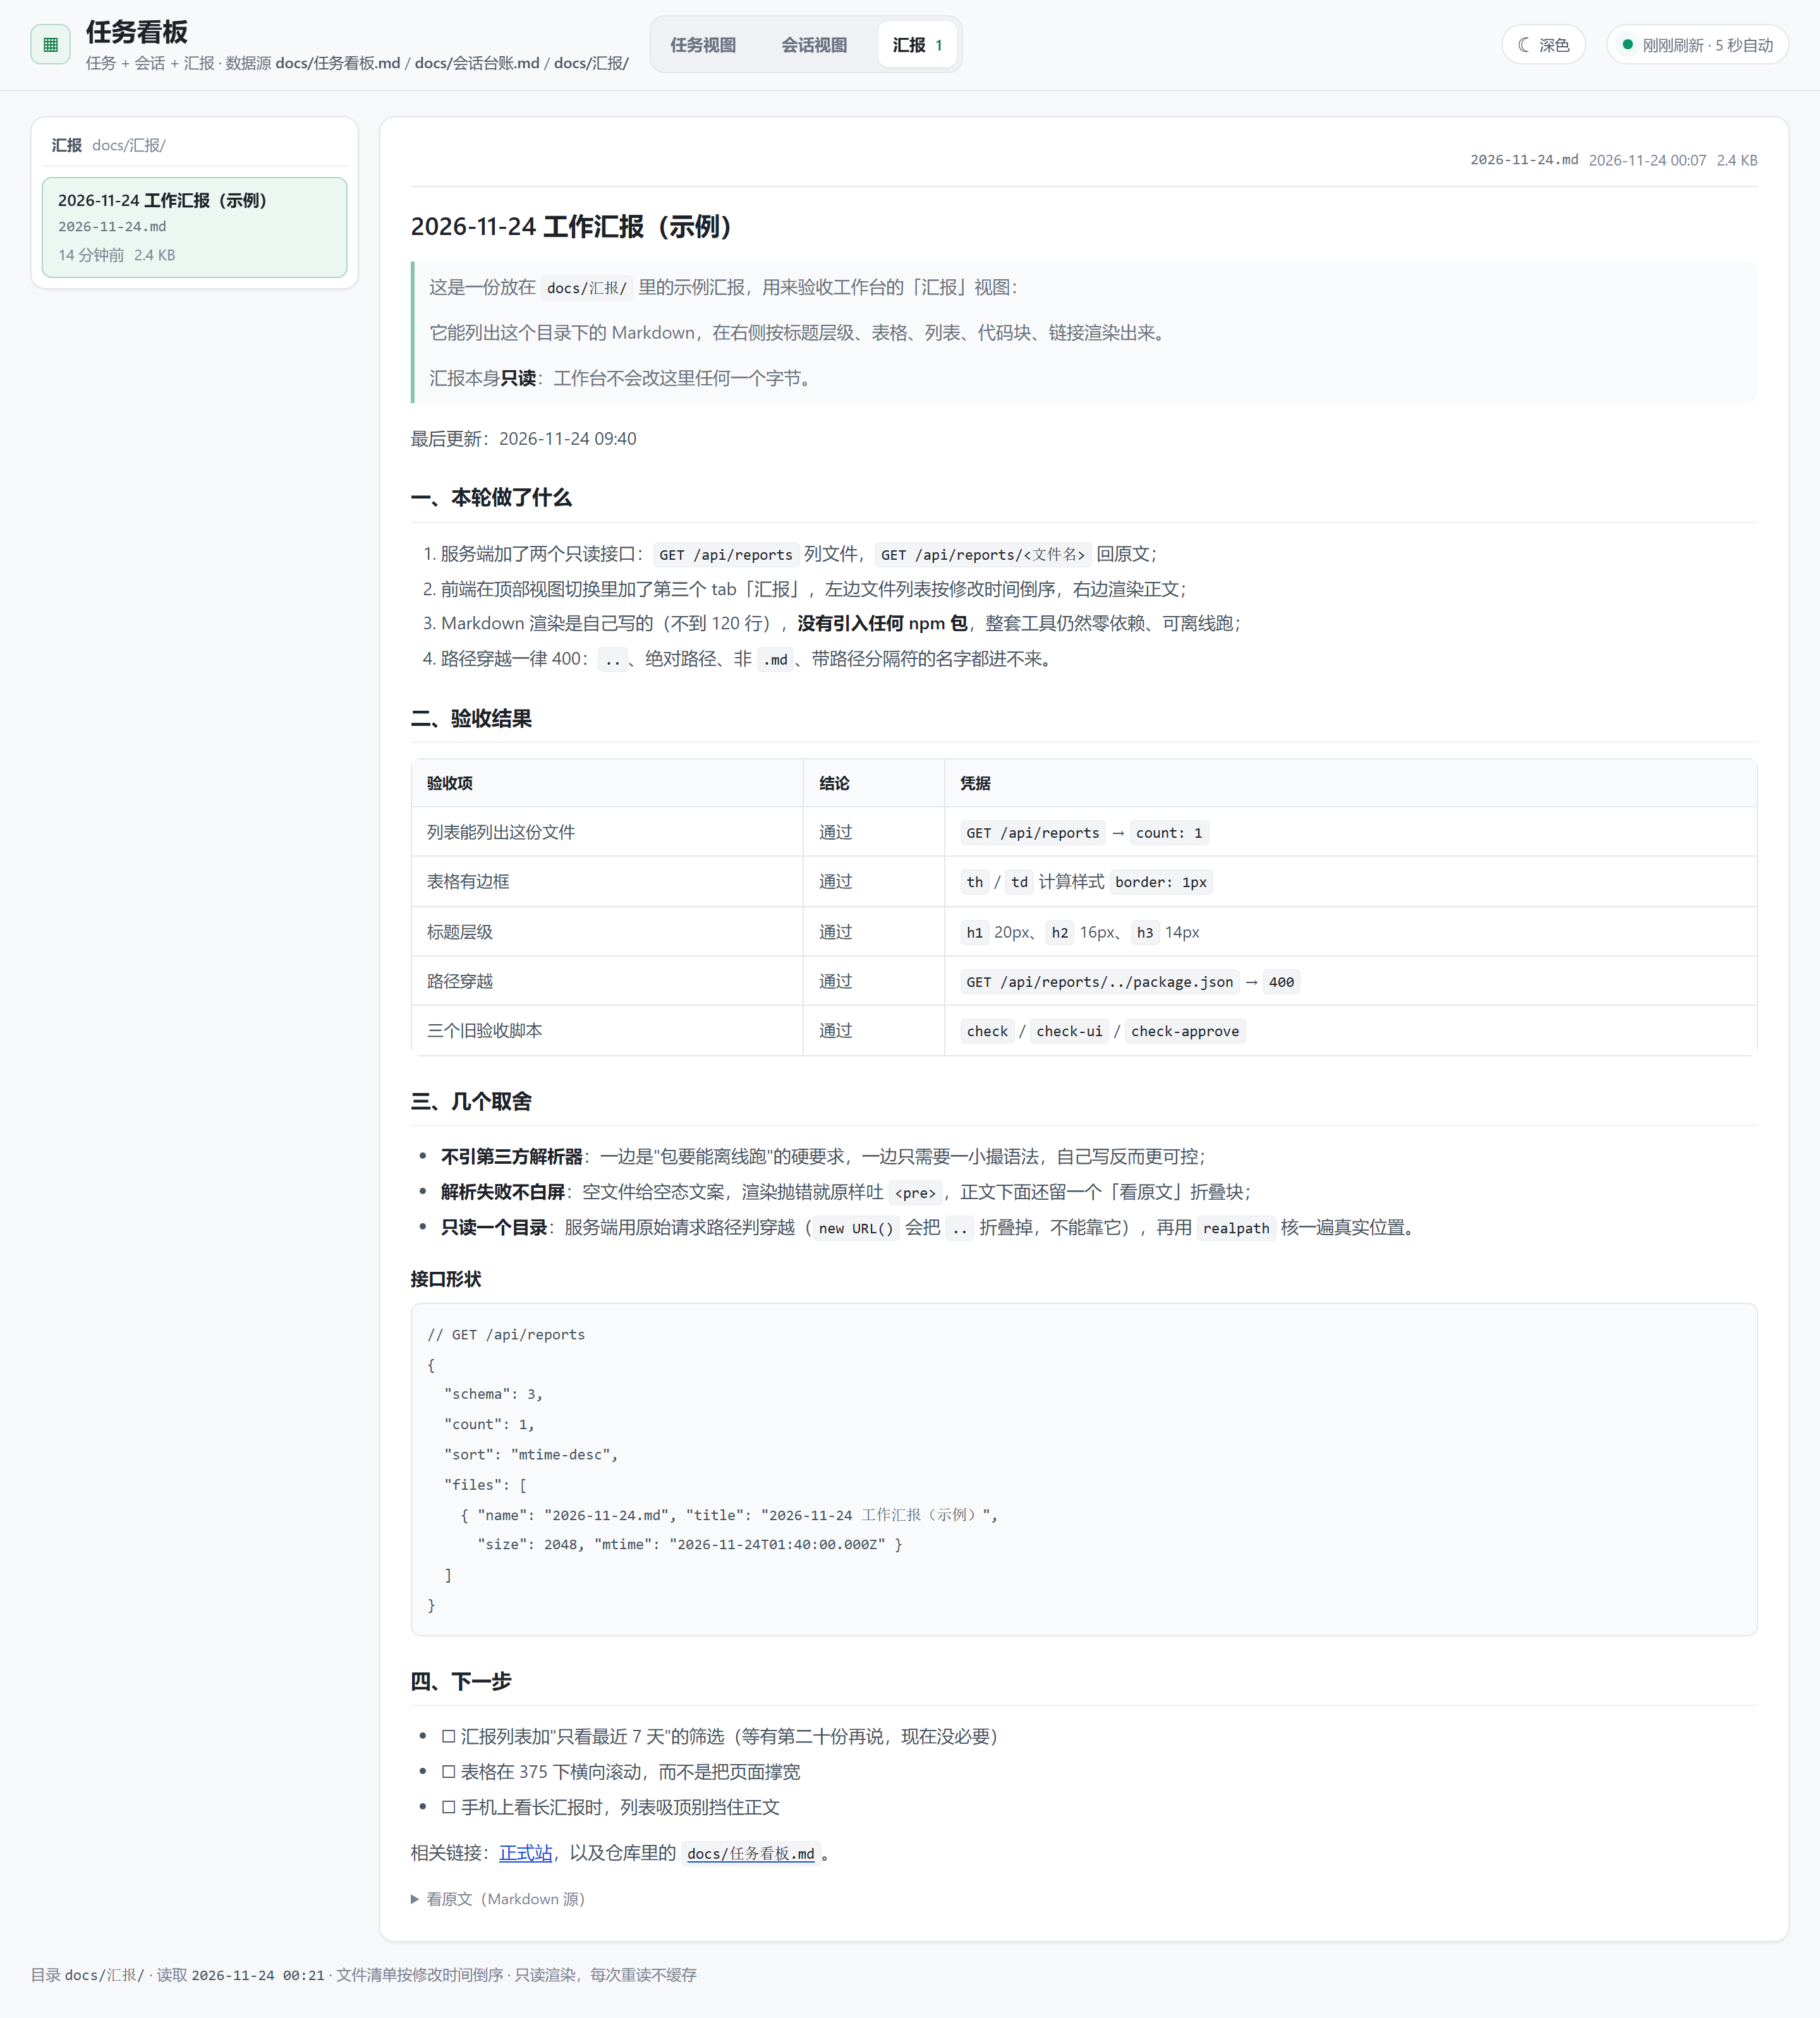 任务看板
任务 + 会话 + 汇报 · 数据源 docs/任务看板.md / docs/会话台账.md / docs/汇报/
任务视图 会话视图 汇报 1
深色
刚刚刷新 · 5 秒自动
汇报 docs/汇报/
2026-11-24 工作汇报（示例）
2026-11-24.md
14 分钟前 2.4 KB
2026-11-24.md 2026-11-24 00:07 2.4 KB
2026-11-24 工作汇报（示例）
这是一份放在 docs/汇报/ 里的示例汇报，用来验收工作台的「汇报」视图：
它能列出这个目录下的 Markdown，在右侧按标题层级、表格、列表、代码块、链接渲染出来。
汇报本身只读：工作台不会改这里任何一个字节。
最后更新：2026-11-24 09:40
一、本轮做了什么
1. 服务端加了两个只读接口：GET /api/reports 列文件，GET /api/reports/<文件名> 回原文；
2. 前端在顶部视图切换里加了第三个 tab「汇报」，左边文件列表按修改时间倒序，右边渲染正文；
3. Markdown 渲染是自己写的（不到 120 行），没有引入任何 npm 包，整套工具仍然零依赖、可离线跑；
4. 路径穿越一律 400：..、绝对路径、非 .md、带路径分隔符的名字都进不来。
二、验收结果
验收项 结论 凭据
列表能列出这份文件 通过 GET /api/reports → count: 1
表格有边框 通过 th / td 计算样式 border: 1px
标题层级 通过 h1 20px、h2 16px、h3 14px
路径穿越 通过 GET /api/reports/../package.json → 400
三个旧验收脚本 通过 check / check-ui / check-approve
三、几个取舍
• 不引第三方解析器：一边是"包要能离线跑"的硬要求，一边只需要一小撮语法，自己写反而更可控；
• 解析失败不白屏：空文件给空态文案，渲染抛错就原样吐 <pre>，正文下面还留一个「看原文」折叠块；
• 只读一个目录：服务端用原始请求路径判穿越（new URL() 会把 .. 折叠掉，不能靠它），再用 realpath 核一遍真实位置。
接口形状
// GET /api/reports
{
  "schema": 3,
  "count": 1,
  "sort": "mtime-desc",
  "files": [
    { "name": "2026-11-24.md", "title": "2026-11-24 工作汇报（示例）",
      "size": 2048, "mtime": "2026-11-24T01:40:00.000Z" }
  ]
}
四、下一步
• ☐ 汇报列表加"只看最近 7 天"的筛选（等有第二十份再说，现在没必要）
• ☐ 表格在 375 下横向滚动，而不是把页面撑宽
• ☐ 手机上看长汇报时，列表吸顶别挡住正文
相关链接：正式站，以及仓库里的 docs/任务看板.md。
▶ 看原文（Markdown 源）
目录 docs/汇报/ · 读取 2026-11-24 00:21 · 文件清单按修改时间倒序 · 只读渲染，每次重读不缓存